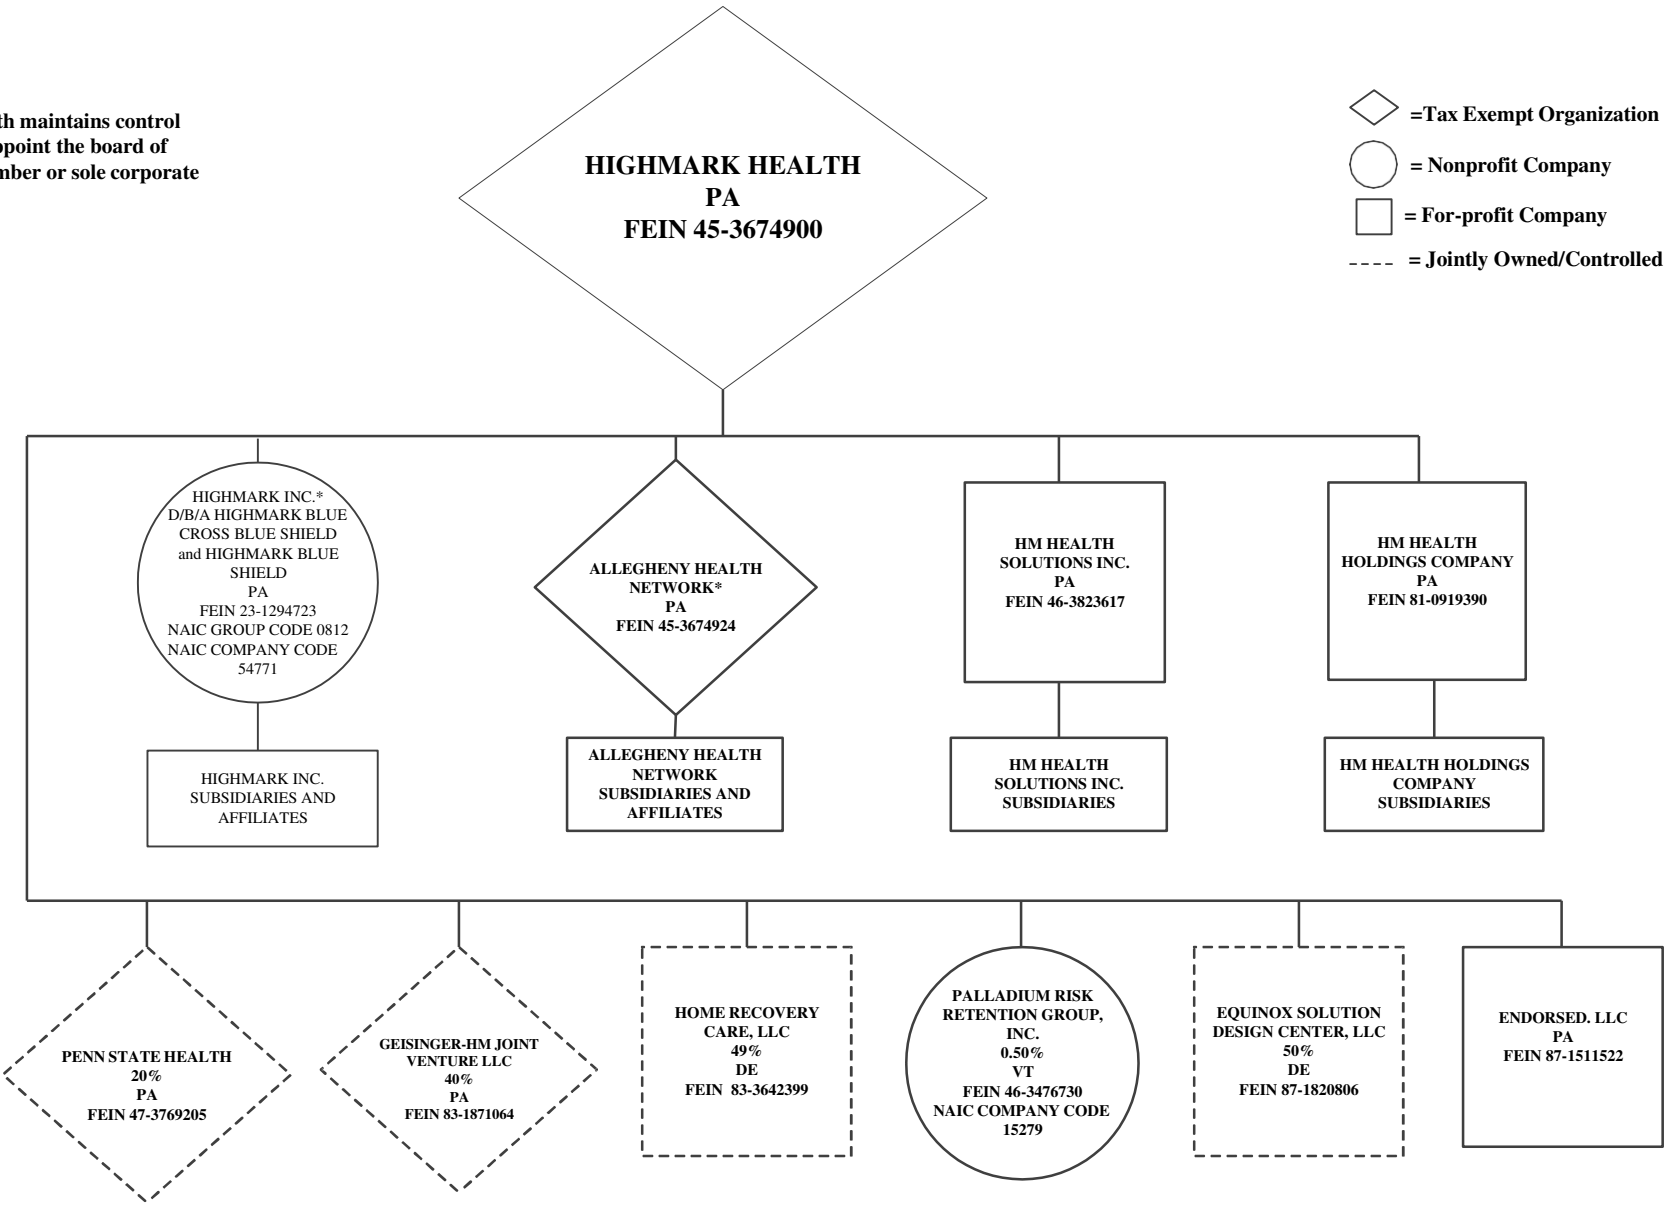 maintains control
the board of
or sole corporate
HIGHMARK HEALTH
PA
FEIN 45-3674900
=Tax Exempt Organization
= Nonprofit Company
= For-profit Company
= Jointly Owned/Controlled
HIGHMARK INC.*
D/B/A HIGHMARK BLUE
CROSS BLUE SHIELD
and HIGHMARK BLUE
SHIELD
PA
FEIN 23-1294723
NAIC GROUP CODE 0812
NAIC COMPANY CODE
54771
ALLEGHENY HEALTH
NETWORK*
PA
FEIN 45-3674924
HM HEALTH
SOLUTIONS INC.
PA
FEIN 46-3823617
HM HEALTH
HOLDINGS COMPANY
PA
FEIN 81-0919390
HIGHMARK INC.
SUBSIDIARIES AND
AFFILIATES
ALLEGHENY HEALTH
NETWORK
SUBSIDIARIES AND
AFFILIATES
HM HEALTH
SOLUTIONS INC.
SUBSIDIARIES
HM HEALTH HOLDINGS
COMPANY
SUBSIDIARIES
PENN STATE HEALTH
20%
PA
FEIN 47-3769205
GEISINGER-HM JOINT
VENTURE LLC
40%
PA
FEIN 83-1871064
HOME RECOVERY
CARE, LLC
49%
DE
FEIN 83-3642399
PALLADIUM RISK
RETENTION GROUP,
INC.
0.50%
VT
FEIN 46-3476730
NAIC COMPANY CODE
15279
EQUINOX SOLUTION
DESIGN CENTER, LLC
50%
DE
FEIN 87-1820806
ENDORSED. LLC
PA
FEIN 87-1511522